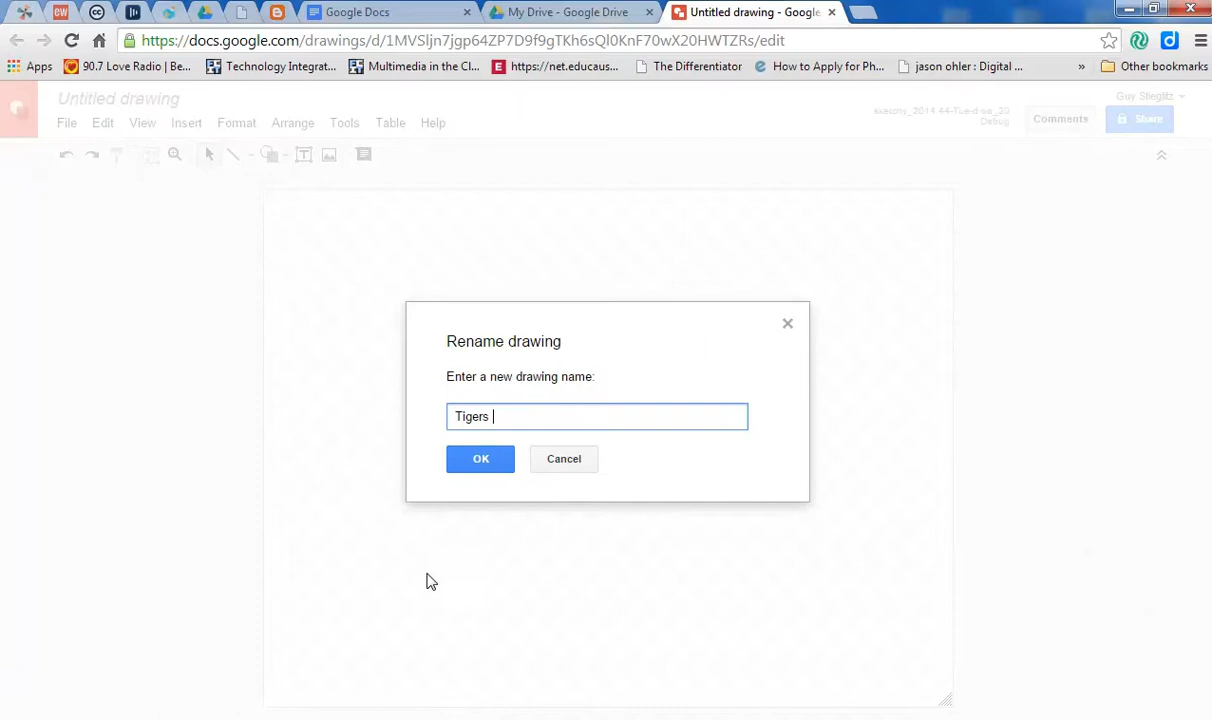 Google Docs × My Drive - Google Drive × Untitled drawing - Google ×
https://docs.google.com/drawings/d/1MVSljn7jgp64ZP7D9f9gTKh6sQl0KnF70wX20HWTZRs/edit
Apps 90.7 Love Radio | Be... Technology Integrat... Multimedia in the Cl... https://net.educaus... The Differentiator How to Apply for Ph... jason ohler : Digital ... » Other bookmarks
Untitled drawing
Guy Stieglitz
File Edit View Insert Format Arrange Tools Table Help
Debug
Comments Share
Rename drawing
Enter a new drawing name:
Tigers
OK Cancel